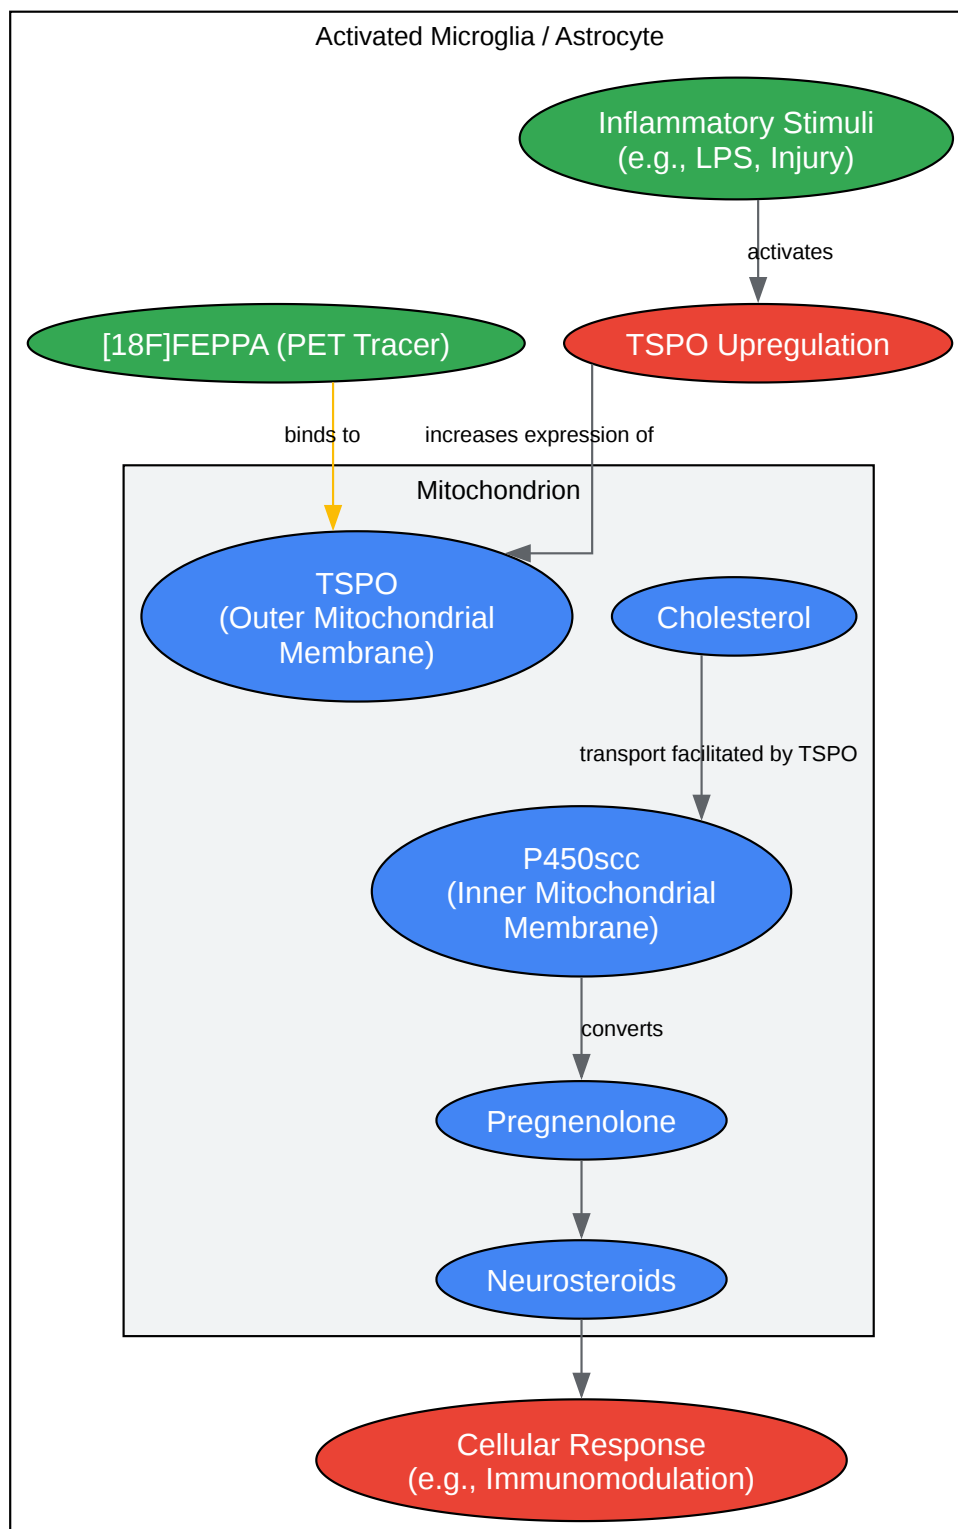 Activated Microglia / Astrocyte
Inflammatory Stimuli
(e.g., LPS, Injury)
activates
[18F]FEPPA (PET Tracer)
TSPO Upregulation
binds to
increases expression of
Mitochondrion
TSPO
(Outer Mitochondrial
Membrane)
Cholesterol
transport facilitated by TSPO
P450scc
(Inner Mitochondrial
Membrane)
converts
Pregnenolone
Neurosteroids
Cellular Response
(e.g., Immunomodulation)